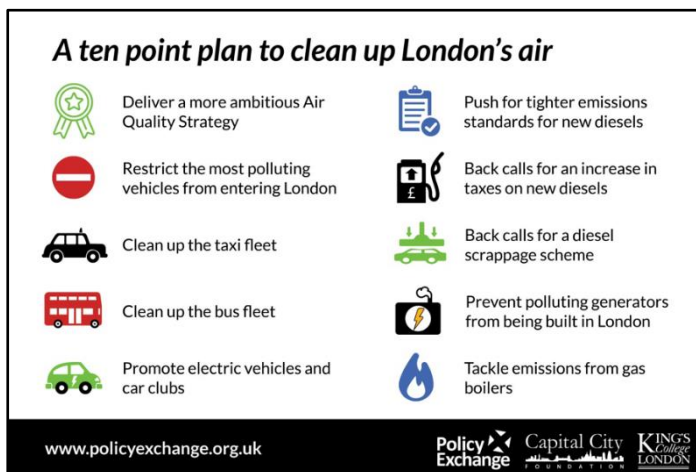 A ten point plan to clean up London's air
Deliver a more ambitious Air
Quality Strategy
Restrict the most polluting
vehicles from entering London
Clean up the taxi fleet
Clean up the bus fleet
Promote electric vehicles and
car clubs
Push for tighter emissions
standards for new diesels
£
Back calls for an increase in
taxes on new diesels
Back calls for a diesel
scrappage scheme
Prevent polluting generators
from being built in London
Tackle emissions from gas
boilers
www.policyexchange.org.uk
Policy
Exchange
Capital City
FOUNDATION
KING'S
College
LONDON